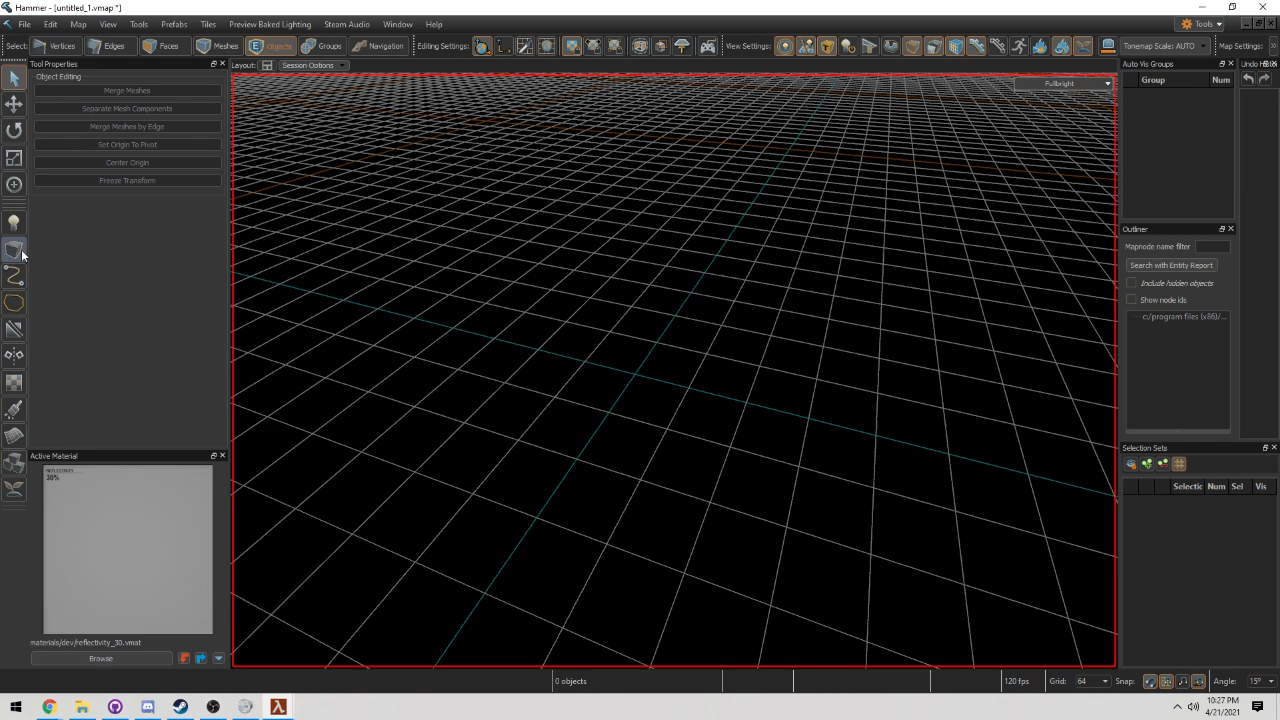 Hammer - [untitled_1.vmap *]
File Edit Map View Tools Prefabs Tiles Preview Baked Lighting Steam Audio Window Help Tools
Select: Vertices Edges Faces Meshes Objects Groups Navigation Editing Settings: View Settings: Tonemap Scale: AUTO Map Settings:
Tool Properties
Object Editing
Merge Meshes
Separate Mesh Components
Merge Meshes by Edge
Set Origin To Pivot
Center Origin
Freeze Transform
Layout: Session Options
Fullbright
Auto Vis Groups
Group Num
Outliner
Mapnode name filter
Search with Entity Report
Include hidden objects
Show node ids
c:/program files (x86)/...
Selection Sets
Selectic Num Sel Vis
Active Material
REFLECTIVITY
30%
materials/dev/reflectivity_30.vmat
Browse
0 objects 120 fps Grid: 64 Snap: Angle: 15°
10:27 PM
4/21/2021